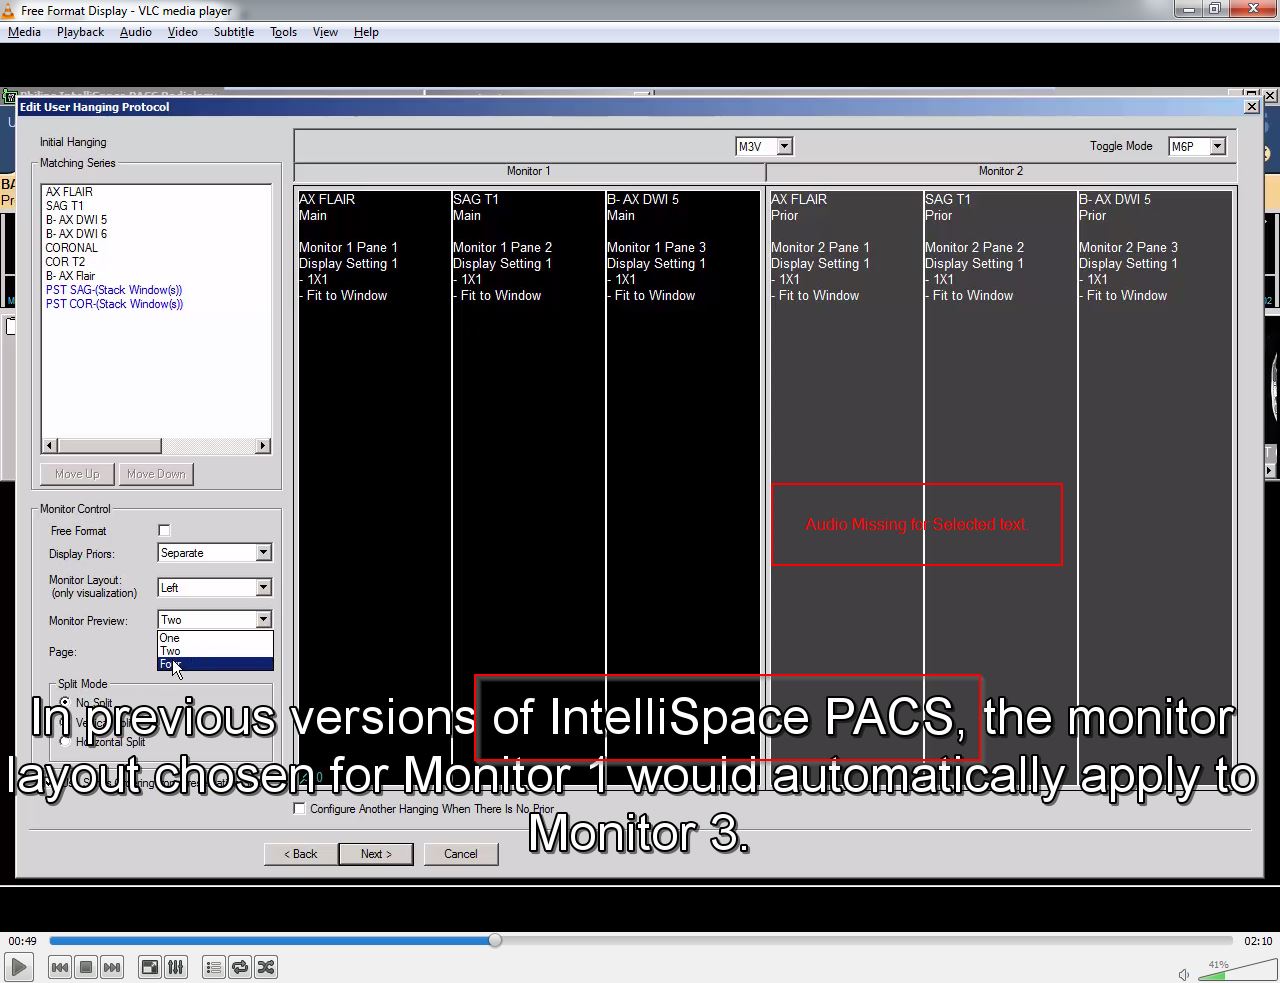 Free Format Display - VLC media player
Media Playback Audio Video Subtitle Tools View Help
Edit User Hanging Protocol
Initial Hanging
Matching Series
AX FLAIR
SAG T1
B- AX DWI 5
B- AX DWI 6
CORONAL
COR T2
B- AX Flair
PST SAG-(Stack Window(s))
PST COR-(Stack Window(s))
Move Up Move Down
Monitor Control
Free Format
Display Priors: Separate
Monitor Layout: Left
(only visualization)
Monitor Preview: Two
One
Two
Four
Page:
Split Mode
No Split
Horizontal Split
M3V Toggle Mode M6P
Monitor 1 Monitor 2
AX FLAIR SAG T1 B- AX DWI 5 AX FLAIR SAG T1 B- AX DWI 5
Main Main Main Prior Prior Prior
Monitor 1 Pane 1 Monitor 1 Pane 2 Monitor 1 Pane 3 Monitor 2 Pane 1 Monitor 2 Pane 2 Monitor 2 Pane 3
Display Setting 1 Display Setting 1 Display Setting 1 Display Setting 1 Display Setting 1 Display Setting 1
- 1X1 - 1X1 - 1X1 - 1X1 - 1X1 - 1X1
- Fit to Window - Fit to Window - Fit to Window - Fit to Window - Fit to Window - Fit to Window
Audio Missing for Selected text.
In previous versions of IntelliSpace PACS, the monitor
layout chosen for Monitor 1 would automatically apply to
Monitor 3.
Configure Another Hanging When There Is No Prior
< Back Next > Cancel
00:49 02:10
41%